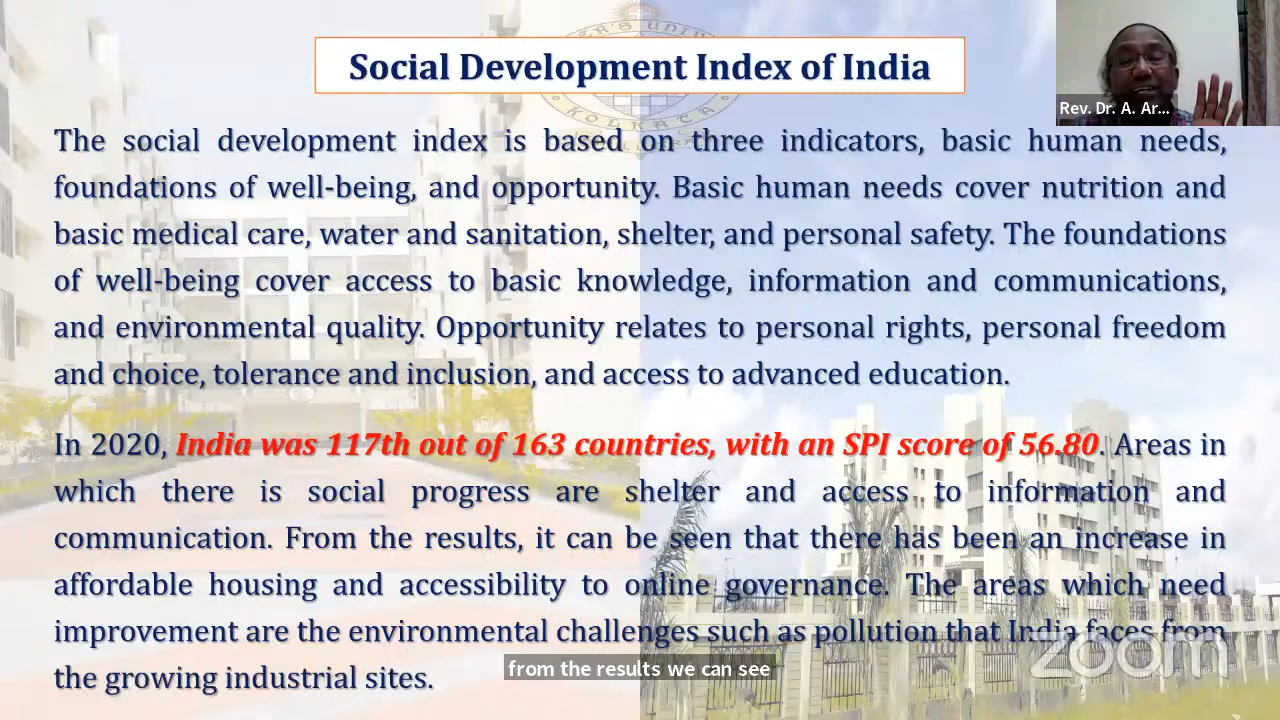 Social Development Index of India
Rev. Dr. A. Ar...
KOLKATA
The social development index is based on three indicators, basic human needs,
foundations of well-being, and opportunity. Basic human needs cover nutrition and
basic medical care, water and sanitation, shelter, and personal safety. The foundations
of well-being cover access to basic knowledge, information and communications,
and environmental quality. Opportunity relates to personal rights, personal freedom
and choice, tolerance and inclusion, and access to advanced education.
In 2020, India was 117th out of 163 countries, with an SPI score of 56.80. Areas in
which there is social progress are shelter and access to information and
communication. From the results, it can be seen that there has been an increase in
affordable housing and accessibility to online governance. The areas which need
improvement are the environmental challenges such as pollution that India faces from
the growing industrial sites.
from the results we can see
zoom